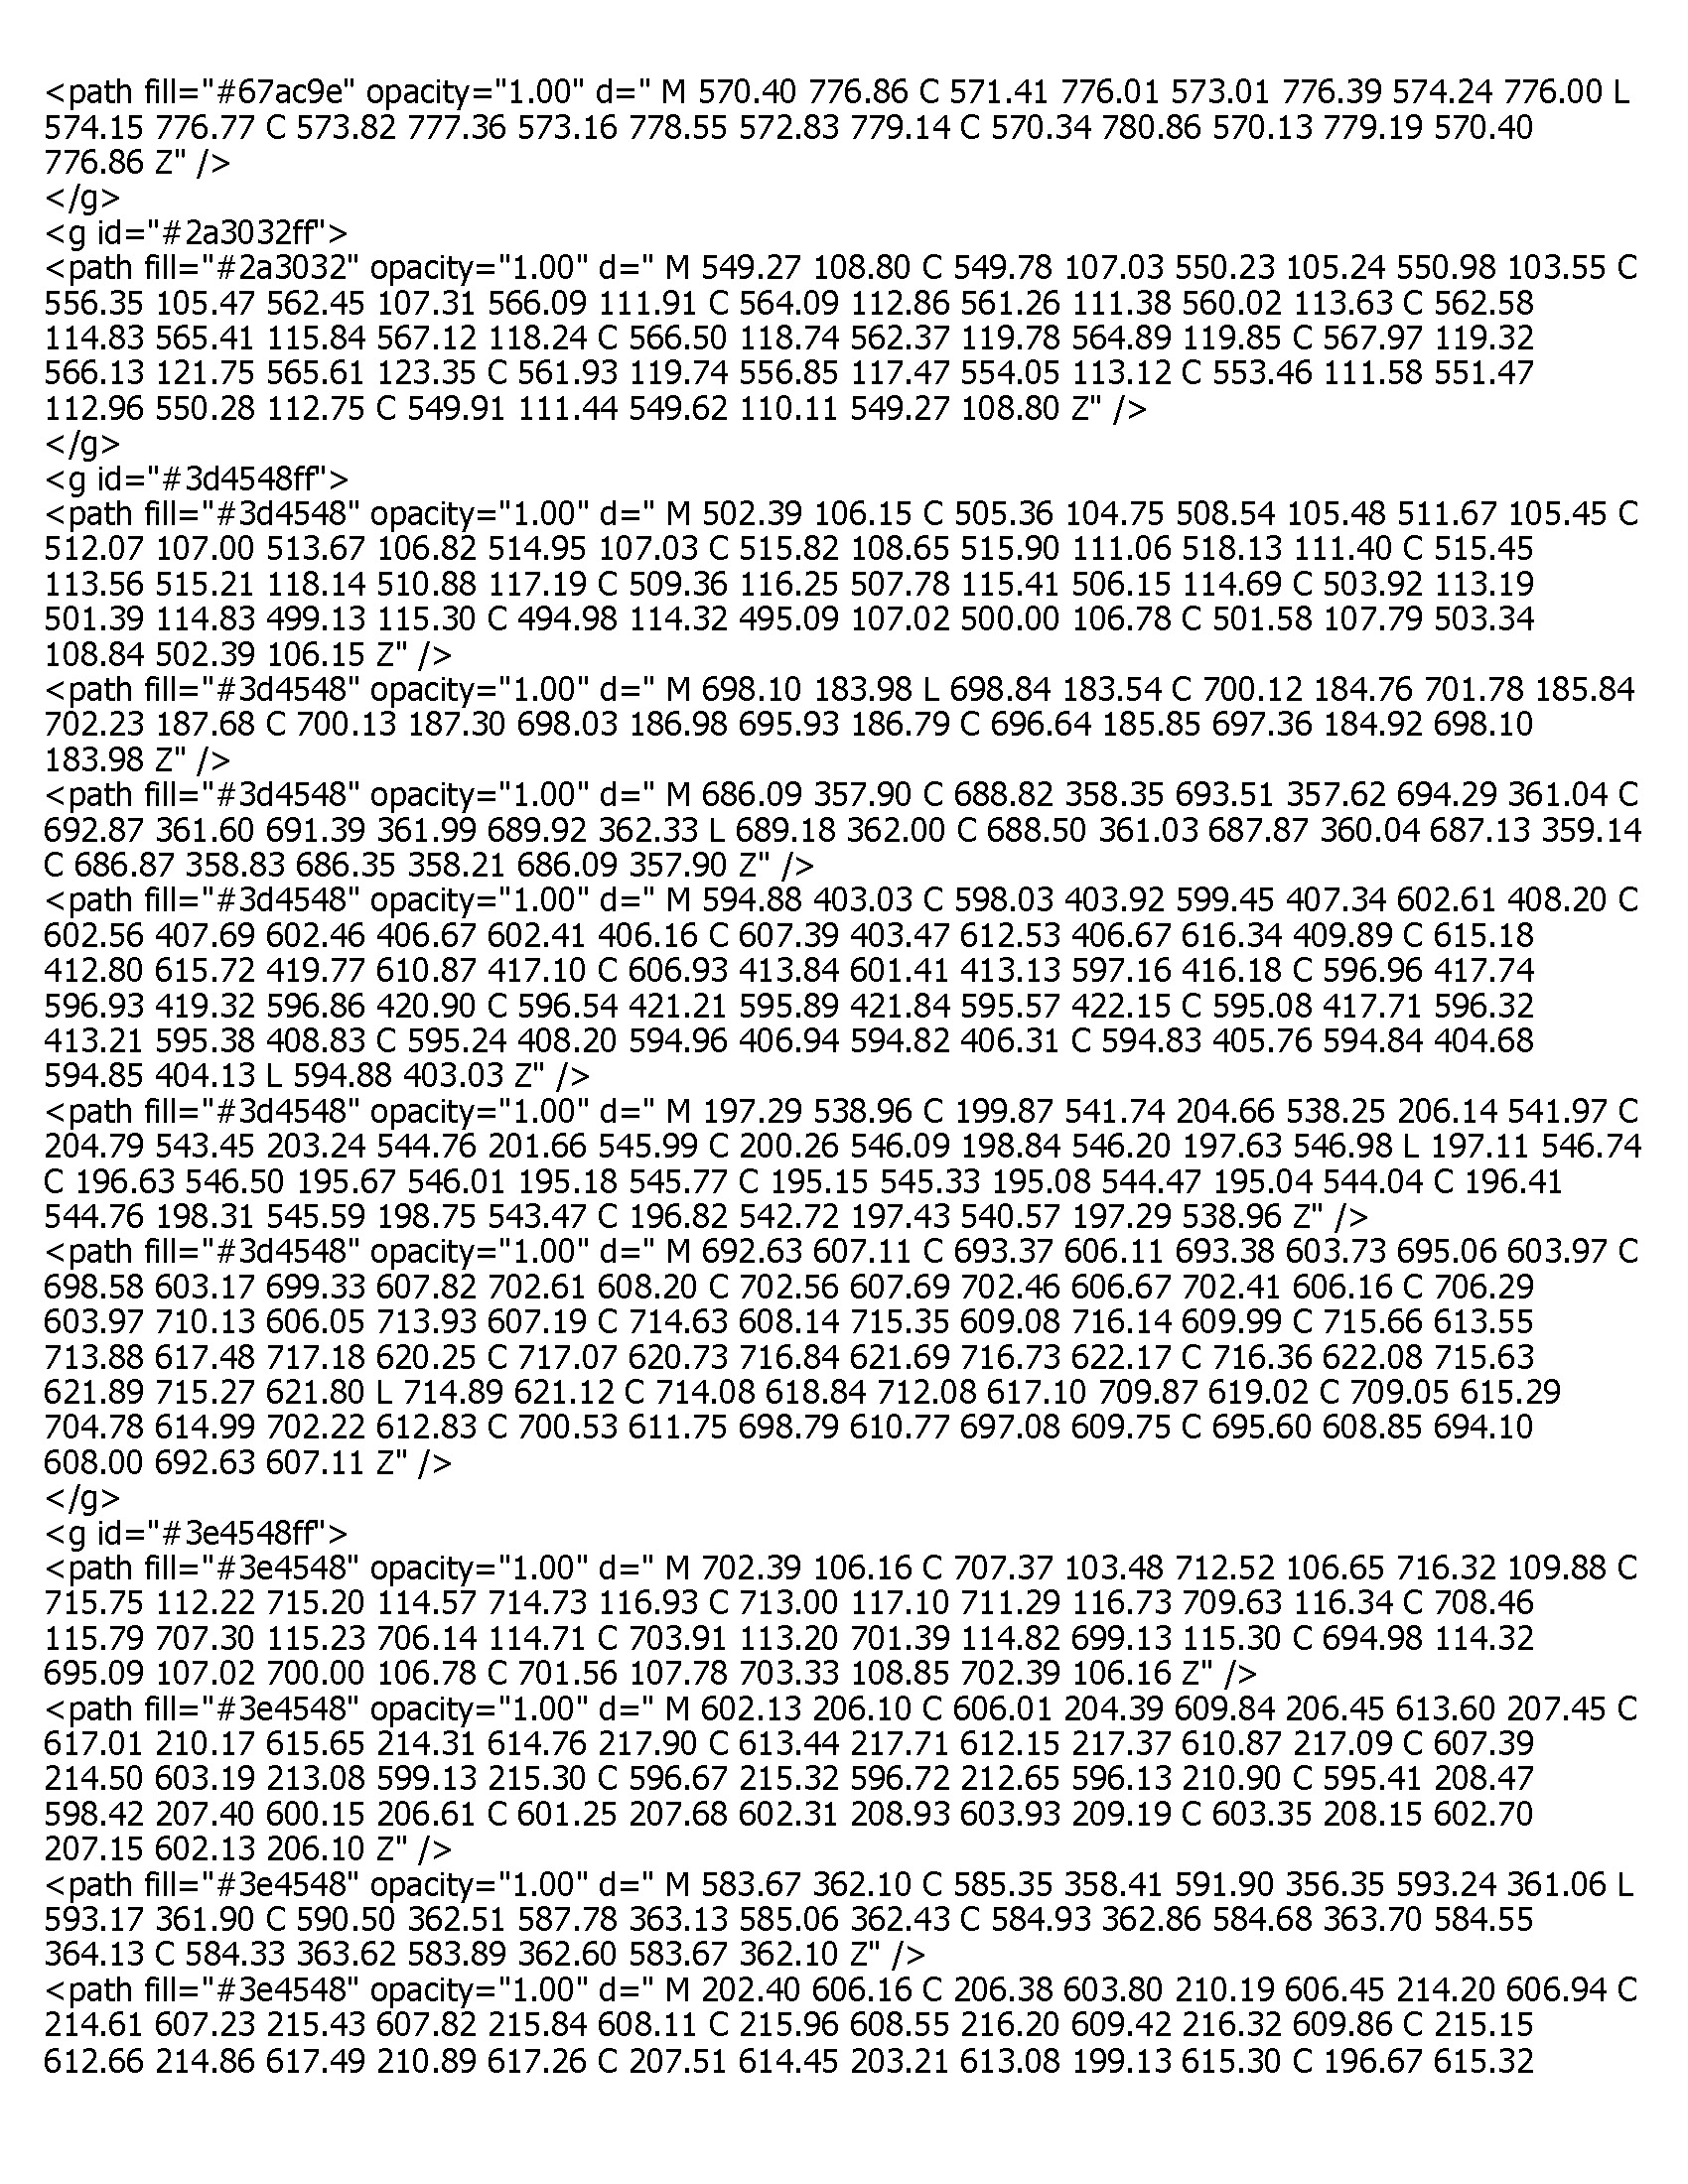 <path fill="#67ac9e" opacity="1.00" d=" M 570.40 776.86 C 571.41 776.01 573.01 776.39 574.24 776.00 L
574.15 776.77 C 573.82 777.36 573.16 778.55 572.83 779.14 C 570.34 780.86 570.13 779.19 570.40
776.86 Z" />
</g>
<g id="#2a3032ff">
<path fill="#2a3032" opacity="1.00" d=" M 549.27 108.80 C 549.78 107.03 550.23 105.24 550.98 103.55 C
556.35 105.47 562.45 107.31 566.09 111.91 C 564.09 112.86 561.26 111.38 560.02 113.63 C 562.58
114.83 565.41 115.84 567.12 118.24 C 566.50 118.74 562.37 119.78 564.89 119.85 C 567.97 119.32
566.13 121.75 565.61 123.35 C 561.93 119.74 556.85 117.47 554.05 113.12 C 553.46 111.58 551.47
112.96 550.28 112.75 C 549.91 111.44 549.62 110.11 549.27 108.80 Z" />
</g>
<g id="#3d4548ff">
<path fill="#3d4548" opacity="1.00" d=" M 502.39 106.15 C 505.36 104.75 508.54 105.48 511.67 105.45 C
512.07 107.00 513.67 106.82 514.95 107.03 C 515.82 108.65 515.90 111.06 518.13 111.40 C 515.45
113.56 515.21 118.14 510.88 117.19 C 509.36 116.25 507.78 115.41 506.15 114.69 C 503.92 113.19
501.39 114.83 499.13 115.30 C 494.98 114.32 495.09 107.02 500.00 106.78 C 501.58 107.79 503.34
108.84 502.39 106.15 Z" />
<path fill="#3d4548" opacity="1.00" d=" M 698.10 183.98 L 698.84 183.54 C 700.12 184.76 701.78 185.84
702.23 187.68 C 700.13 187.30 698.03 186.98 695.93 186.79 C 696.64 185.85 697.36 184.92 698.10
183.98 Z" />
<path fill="#3d4548" opacity="1.00" d=" M 686.09 357.90 C 688.82 358.35 693.51 357.62 694.29 361.04 C
692.87 361.60 691.39 361.99 689.92 362.33 L 689.18 362.00 C 688.50 361.03 687.87 360.04 687.13 359.14
C 686.87 358.83 686.35 358.21 686.09 357.90 Z" />
<path fill="#3d4548" opacity="1.00" d=" M 594.88 403.03 C 598.03 403.92 599.45 407.34 602.61 408.20 C
602.56 407.69 602.46 406.67 602.41 406.16 C 607.39 403.47 612.53 406.67 616.34 409.89 C 615.18
412.80 615.72 419.77 610.87 417.10 C 606.93 413.84 601.41 413.13 597.16 416.18 C 596.96 417.74
596.93 419.32 596.86 420.90 C 596.54 421.21 595.89 421.84 595.57 422.15 C 595.08 417.71 596.32
413.21 595.38 408.83 C 595.24 408.20 594.96 406.94 594.82 406.31 C 594.83 405.76 594.84 404.68
594.85 404.13 L 594.88 403.03 Z" />
<path fill="#3d4548" opacity="1.00" d=" M 197.29 538.96 C 199.87 541.74 204.66 538.25 206.14 541.97 C
204.79 543.45 203.24 544.76 201.66 545.99 C 200.26 546.09 198.84 546.20 197.63 546.98 L 197.11 546.74
C 196.63 546.50 195.67 546.01 195.18 545.77 C 195.15 545.33 195.08 544.47 195.04 544.04 C 196.41
544.76 198.31 545.59 198.75 543.47 C 196.82 542.72 197.43 540.57 197.29 538.96 Z" />
<path fill="#3d4548" opacity="1.00" d=" M 692.63 607.11 C 693.37 606.11 693.38 603.73 695.06 603.97 C
698.58 603.17 699.33 607.82 702.61 608.20 C 702.56 607.69 702.46 606.67 702.41 606.16 C 706.29
603.97 710.13 606.05 713.93 607.19 C 714.63 608.14 715.35 609.08 716.14 609.99 C 715.66 613.55
713.88 617.48 717.18 620.25 C 717.07 620.73 716.84 621.69 716.73 622.17 C 716.36 622.08 715.63
621.89 715.27 621.80 L 714.89 621.12 C 714.08 618.84 712.08 617.10 709.87 619.02 C 709.05 615.29
704.78 614.99 702.22 612.83 C 700.53 611.75 698.79 610.77 697.08 609.75 C 695.60 608.85 694.10
608.00 692.63 607.11 Z" />
</g>
<g id="#3e4548ff">
<path fill="#3e4548" opacity="1.00" d=" M 702.39 106.16 C 707.37 103.48 712.52 106.65 716.32 109.88 C
715.75 112.22 715.20 114.57 714.73 116.93 C 713.00 117.10 711.29 116.73 709.63 116.34 C 708.46
115.79 707.30 115.23 706.14 114.71 C 703.91 113.20 701.39 114.82 699.13 115.30 C 694.98 114.32
695.09 107.02 700.00 106.78 C 701.56 107.78 703.33 108.85 702.39 106.16 Z" />
<path fill="#3e4548" opacity="1.00" d=" M 602.13 206.10 C 606.01 204.39 609.84 206.45 613.60 207.45 C
617.01 210.17 615.65 214.31 614.76 217.90 C 613.44 217.71 612.15 217.37 610.87 217.09 C 607.39
214.50 603.19 213.08 599.13 215.30 C 596.67 215.32 596.72 212.65 596.13 210.90 C 595.41 208.47
598.42 207.40 600.15 206.61 C 601.25 207.68 602.31 208.93 603.93 209.19 C 603.35 208.15 602.70
207.15 602.13 206.10 Z" />
<path fill="#3e4548" opacity="1.00" d=" M 583.67 362.10 C 585.35 358.41 591.90 356.35 593.24 361.06 L
593.17 361.90 C 590.50 362.51 587.78 363.13 585.06 362.43 C 584.93 362.86 584.68 363.70 584.55
364.13 C 584.33 363.62 583.89 362.60 583.67 362.10 Z" />
<path fill="#3e4548" opacity="1.00" d=" M 202.40 606.16 C 206.38 603.80 210.19 606.45 214.20 606.94 C
214.61 607.23 215.43 607.82 215.84 608.11 C 215.96 608.55 216.20 609.42 216.32 609.86 C 215.15
612.66 214.86 617.49 210.89 617.26 C 207.51 614.45 203.21 613.08 199.13 615.30 C 196.67 615.32